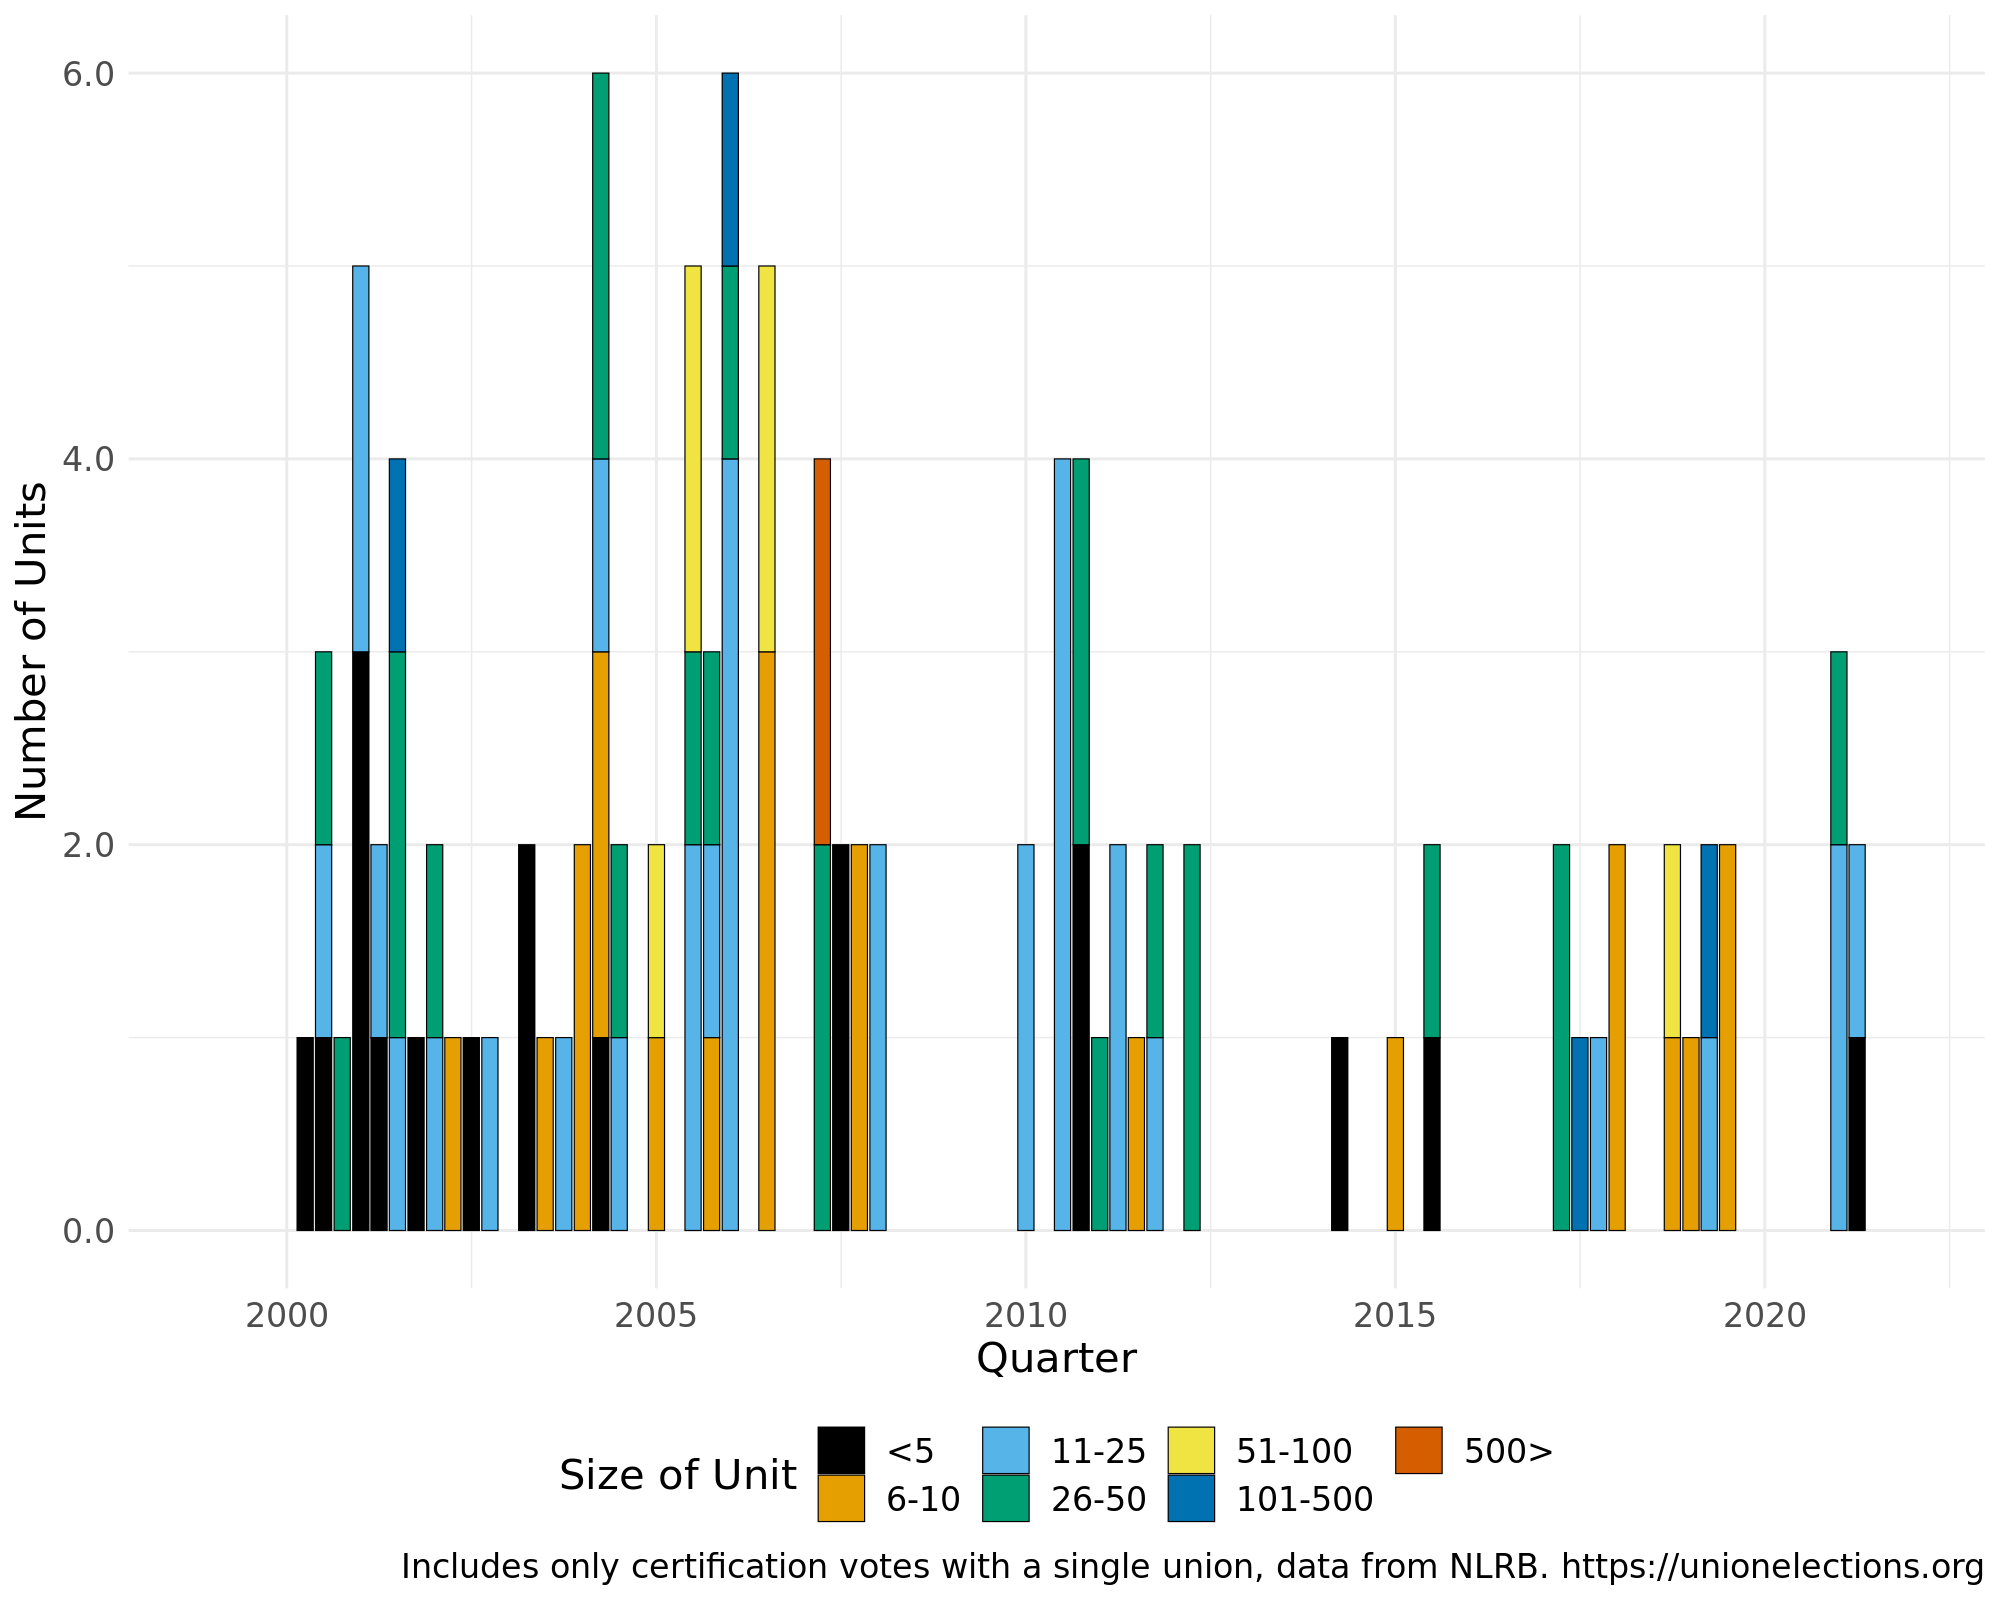 6.0
4.0
2.0
0.0
Number of Units
2000 2005 2010 2015 2020
Quarter
Size of Unit
<5 11-25 51-100 500>
6-10 26-50 101-500
Includes only certification votes with a single union, data from NLRB. https://unionelections.org